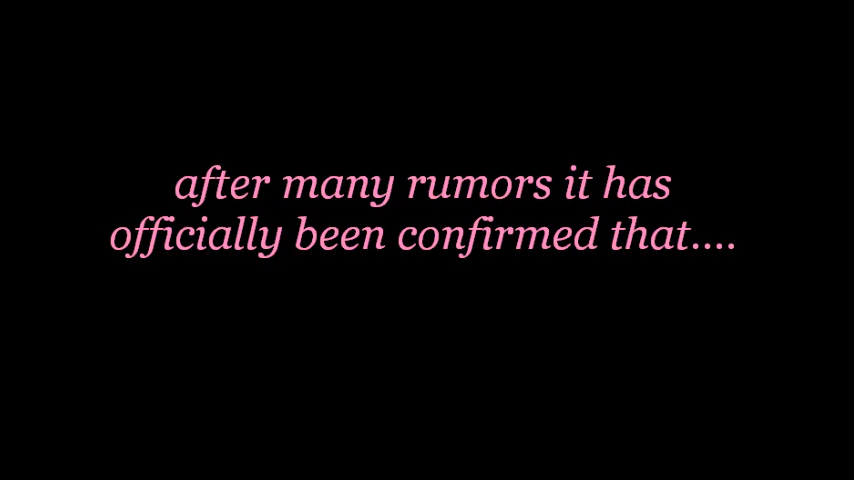 after many rumors it has
officially been confirmed that....